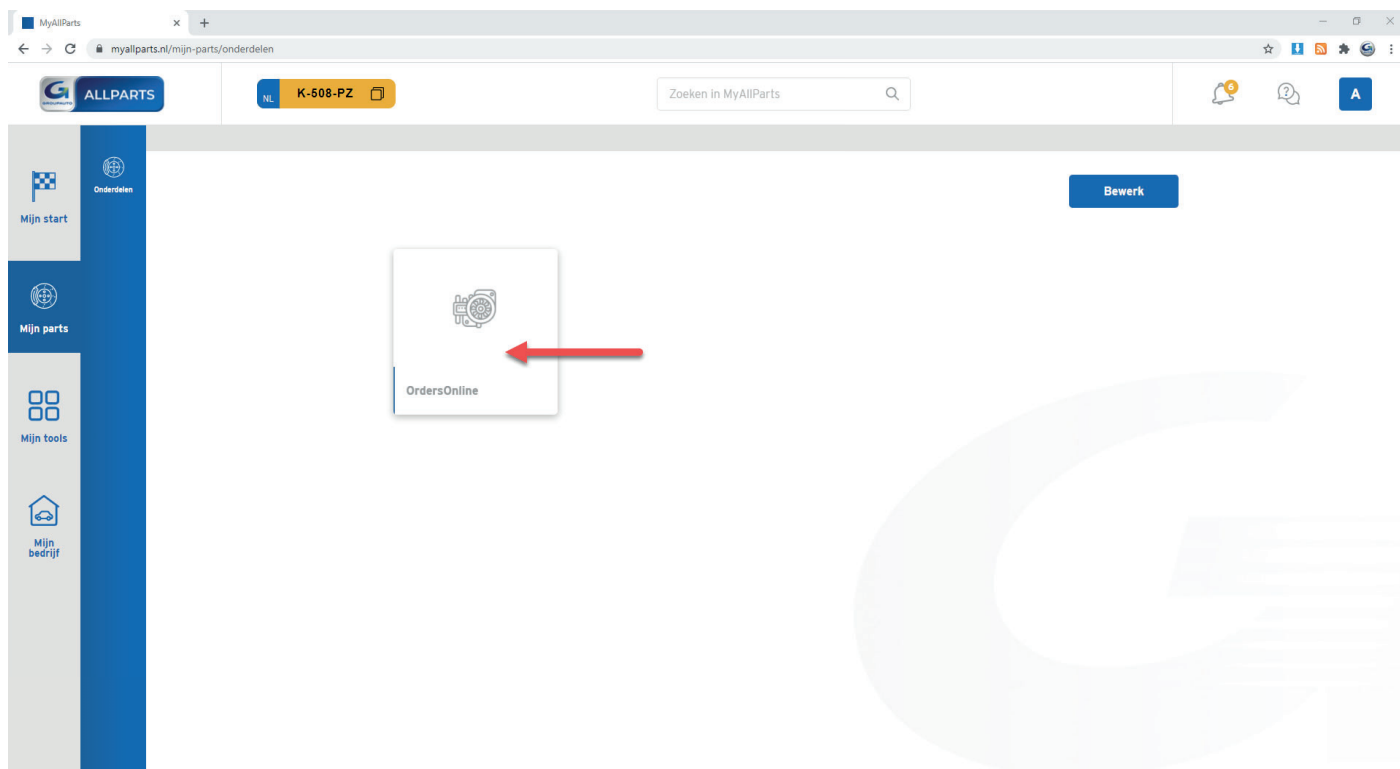 MyAllParts
myallparts.nl/mijn-parts/onderdelen
GROUPAUTO
ALLPARTS
NL
K-508-PZ
Zoeken in MyAllParts
6
?
A
Onderdelen
Mijn start
Bewerk
Mijn parts
OrdersOnline
Mijn tools
Mijn
bedrijf